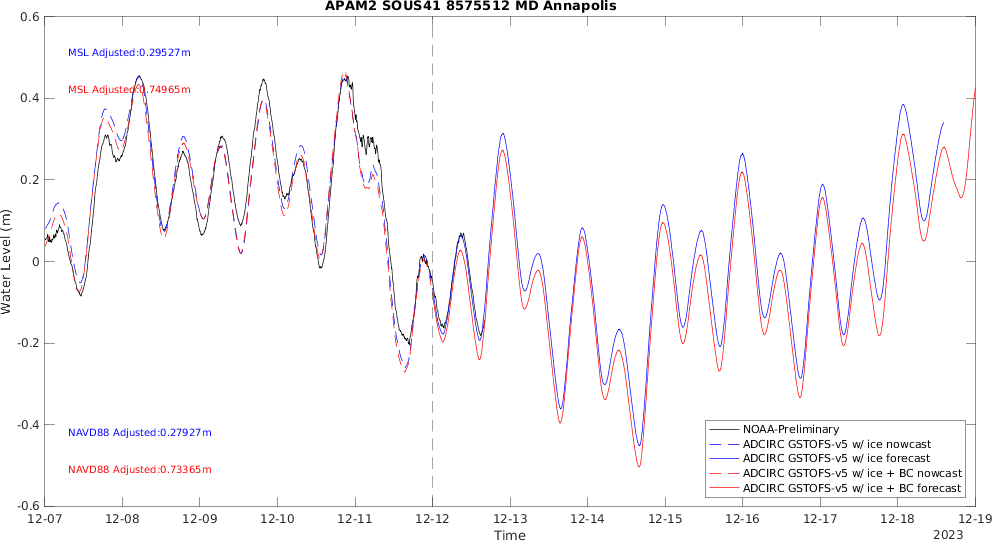 APAM2 SOUS41 8575512 MD Annapolis
0.6
MSL Adjusted:0.29527m
MSL Adjusted:0.74965m
0.4
0.2
0
-0.2
-0.4
-0.6
Water Level (m)
NAVD88 Adjusted:0.27927m
NAVD88 Adjusted:0.73365m
NOAA-Preliminary
ADCIRC GSTOFS-v5 w/ ice nowcast
ADCIRC GSTOFS-v5 w/ ice forecast
ADCIRC GSTOFS-v5 w/ ice + BC nowcast
ADCIRC GSTOFS-v5 w/ ice + BC forecast
12-07 12-08 12-09 12-10 12-11 12-12 12-13 12-14 12-15 12-16 12-17 12-18 12-19
Time
2023